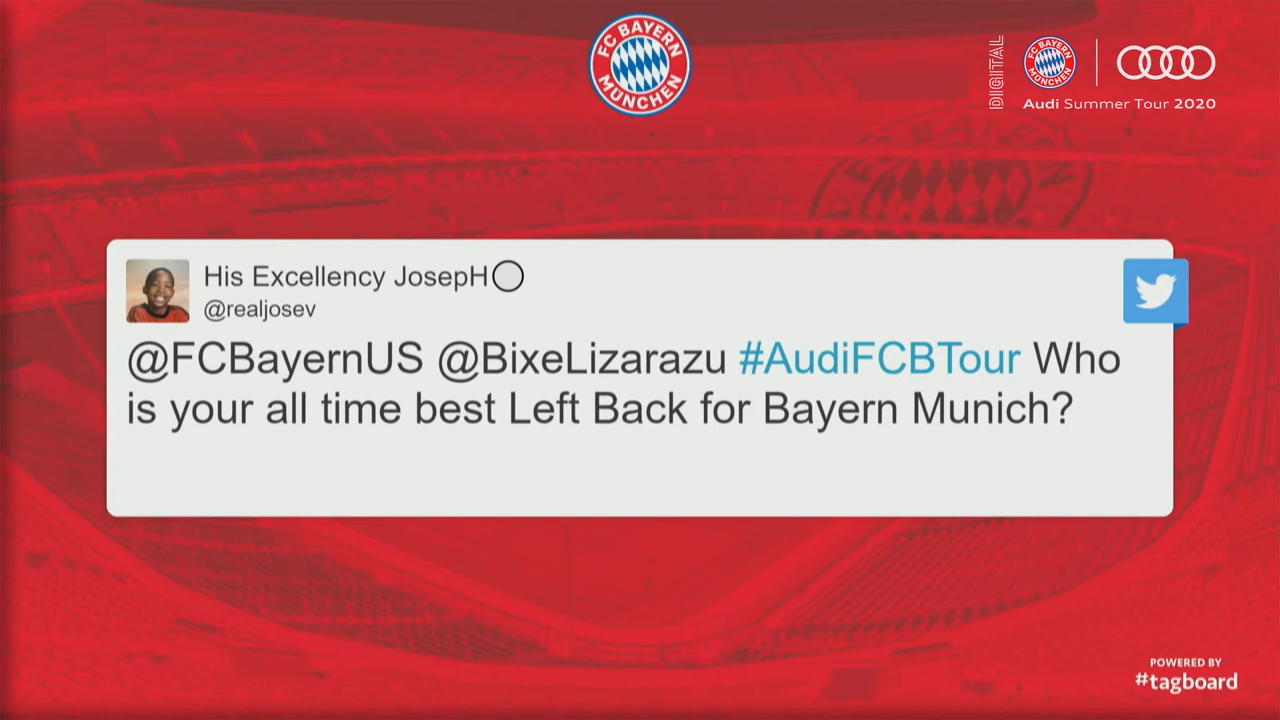 FC BAYERN
MÜNCHEN
DIGITAL
FC BAYERN
MÜNCHEN
Audi Summer Tour 2020
His Excellency JosepH
@realjosev
@FCBayernUS @BixeLizarazu #AudiFCBTour Who
is your all time best Left Back for Bayern Munich?
POWERED BY
#tagboard